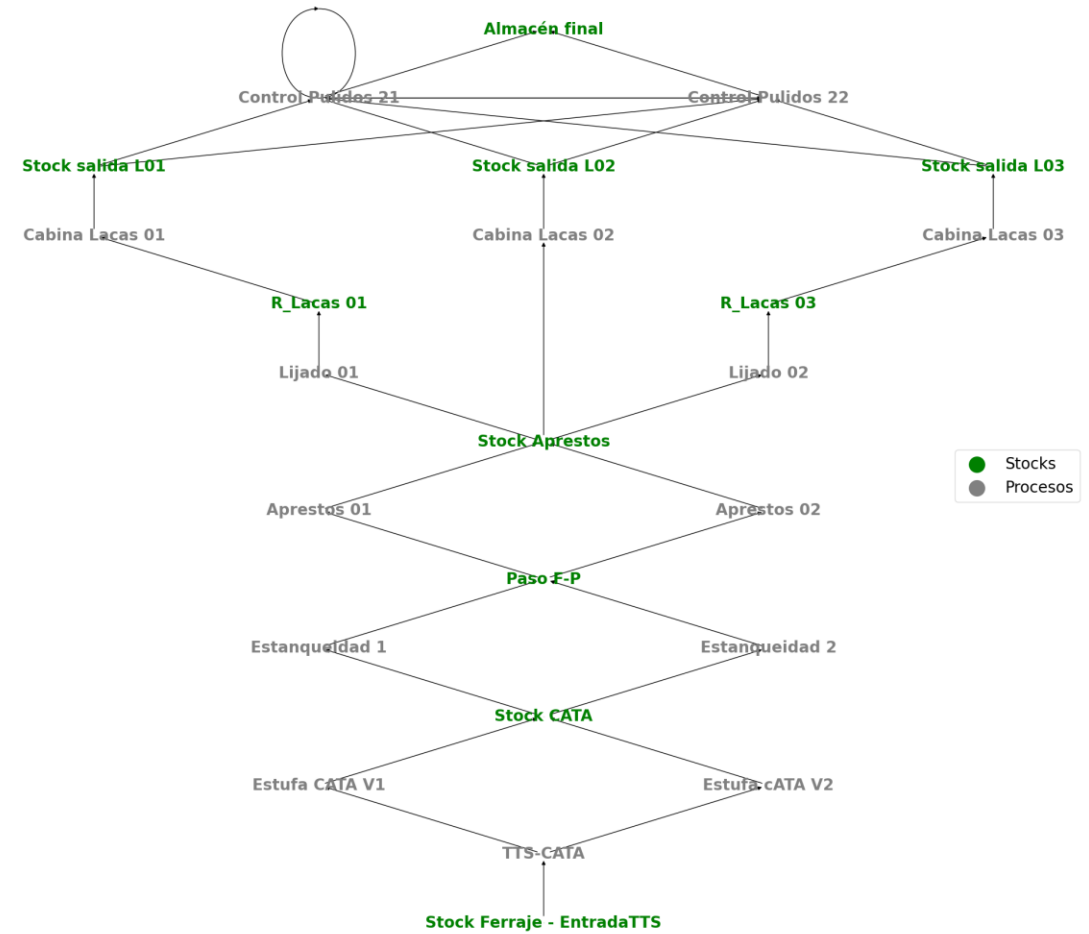 Almacén final
Control Pulidos 21
Control Pulidos 22
Stock salida L01
Stock salida L02
Stock salida L03
Cabina Lacas 01
Cabina Lacas 02
Cabina Lacas 03
R_Lacas 01
R_Lacas 03
Lijado 01
Lijado 02
Stock Aprestos
Stocks
Procesos
Aprestos 01
Aprestos 02
Paso F-P
Estanqueidad 1
Estanqueidad 2
Stock CATA
Estufa CATA V1
Estufa cATA V2
TTS-CATA
Stock Ferraje - EntradaTTS